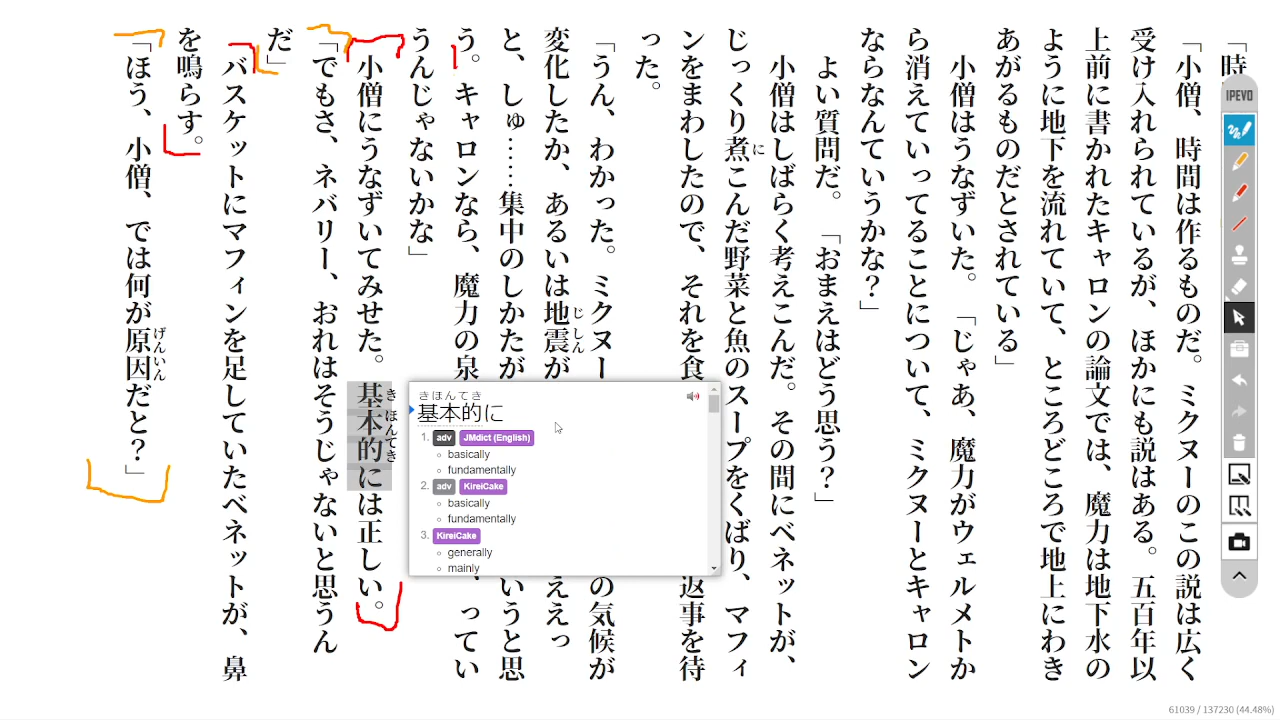 「時
「小僧、時間は作るものだ。ミクヌーのこの説は広く
受け入れられているが、ほかにも説はある。五百年以
上前に書かれたキャロンの論文では、魔力は地下水の
ように地下を流れていて、ところどころで地上にわき
あがるものだとされている」
小僧はうなずいた。「じゃあ、魔力がウェルメトか
ら消えていってることについて、ミクヌーとキャロン
ならなんていうかな？」
よい質問だ。「おまえはどう思う？」
小僧はしばらく考えこんだ。その間にベネットが、
じっくり煮こんだ野菜と魚のスープをくばり、マフィ
に
ンをまわしたので、それを食 返事を待
った。
「うん、わかった。ミクヌー の気候が
変化したか、あるいは地震が ええっ
じしん
と、しゅ……集中のしかたが いうと思
う。キャロンなら、魔力の泉 、ってい
うんじゃないかな」
小僧にうなずいてみせた。基本的には正しい。
きほんてき
「でもさ、ネバリー、おれはそうじゃないと思うん
だ」
バスケットにマフィンを足していたベネットが、鼻
を鳴らす。
「ほう、小僧、では何が原因だと？」
げんいん
きほんてき
基本的に
1. adv JMdict (English)
basically
fundamentally
2. adv KireiCake
basically
fundamentally
3. KireiCake
generally
mainly
IPEVO
61039 / 137230 (44.48%)